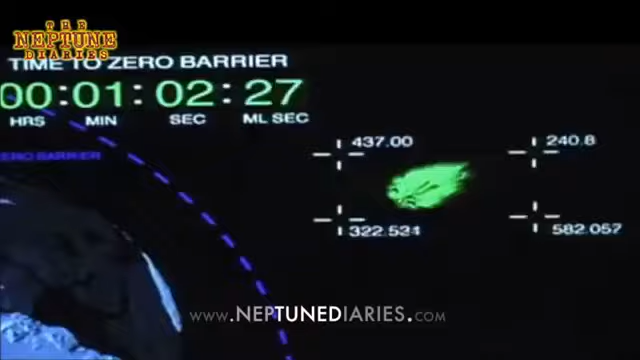 THE
NEPTUNE
DIARIES
TIME TO ZERO BARRIER
00:01:02:27
HRS MIN SEC ML SEC
ZERO BARRIER
437.00
240.8
322.531
582.057
WWW.NEPTUNEDIARIES.COM